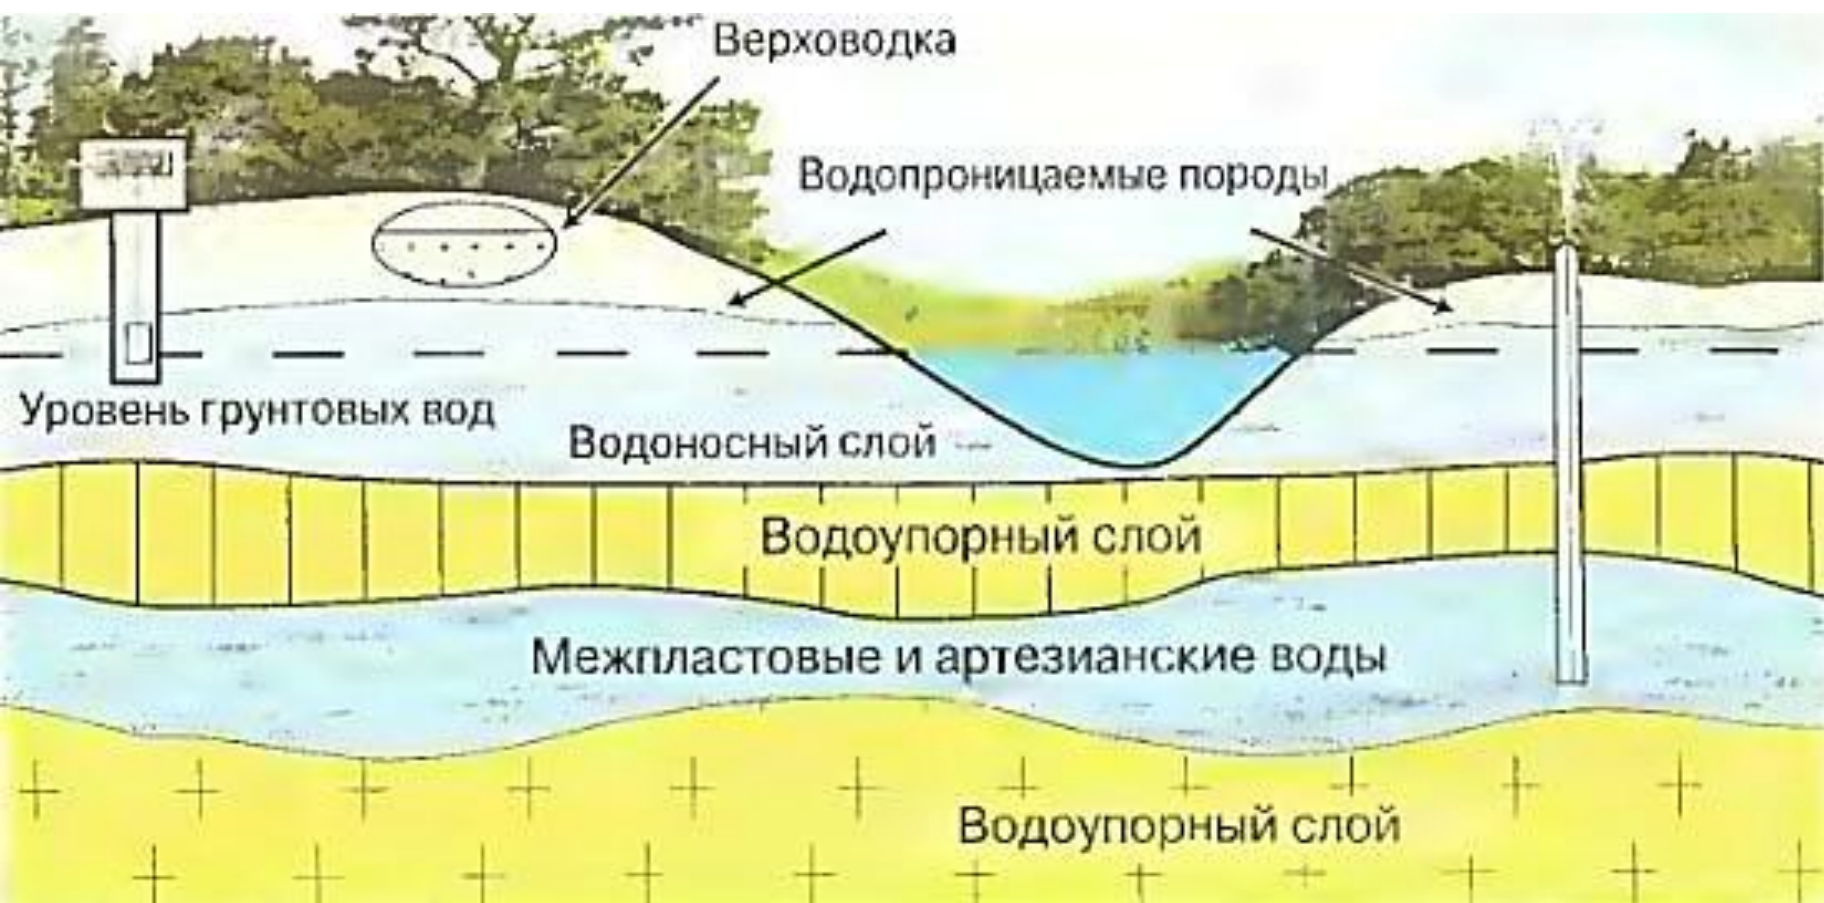 Верховодка
Водопроницаемые породы
Уровень грунтовых вод
Водоносный слой
Водоупорный слой
Межпластовые и артезианские воды
Водоупорный слой